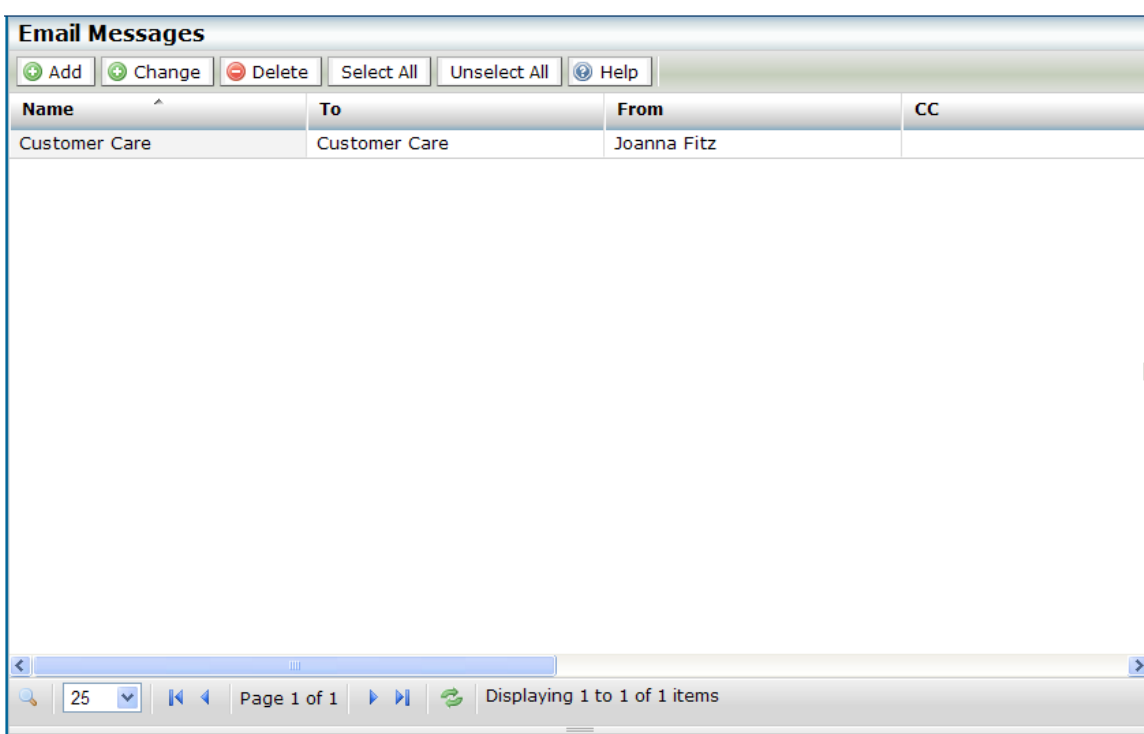 Email Messages
Add Change Delete Select All Unselect All Help
Name To From CC
Customer Care Customer Care Joanna Fitz
25 Page 1 of 1 Displaying 1 to 1 of 1 items